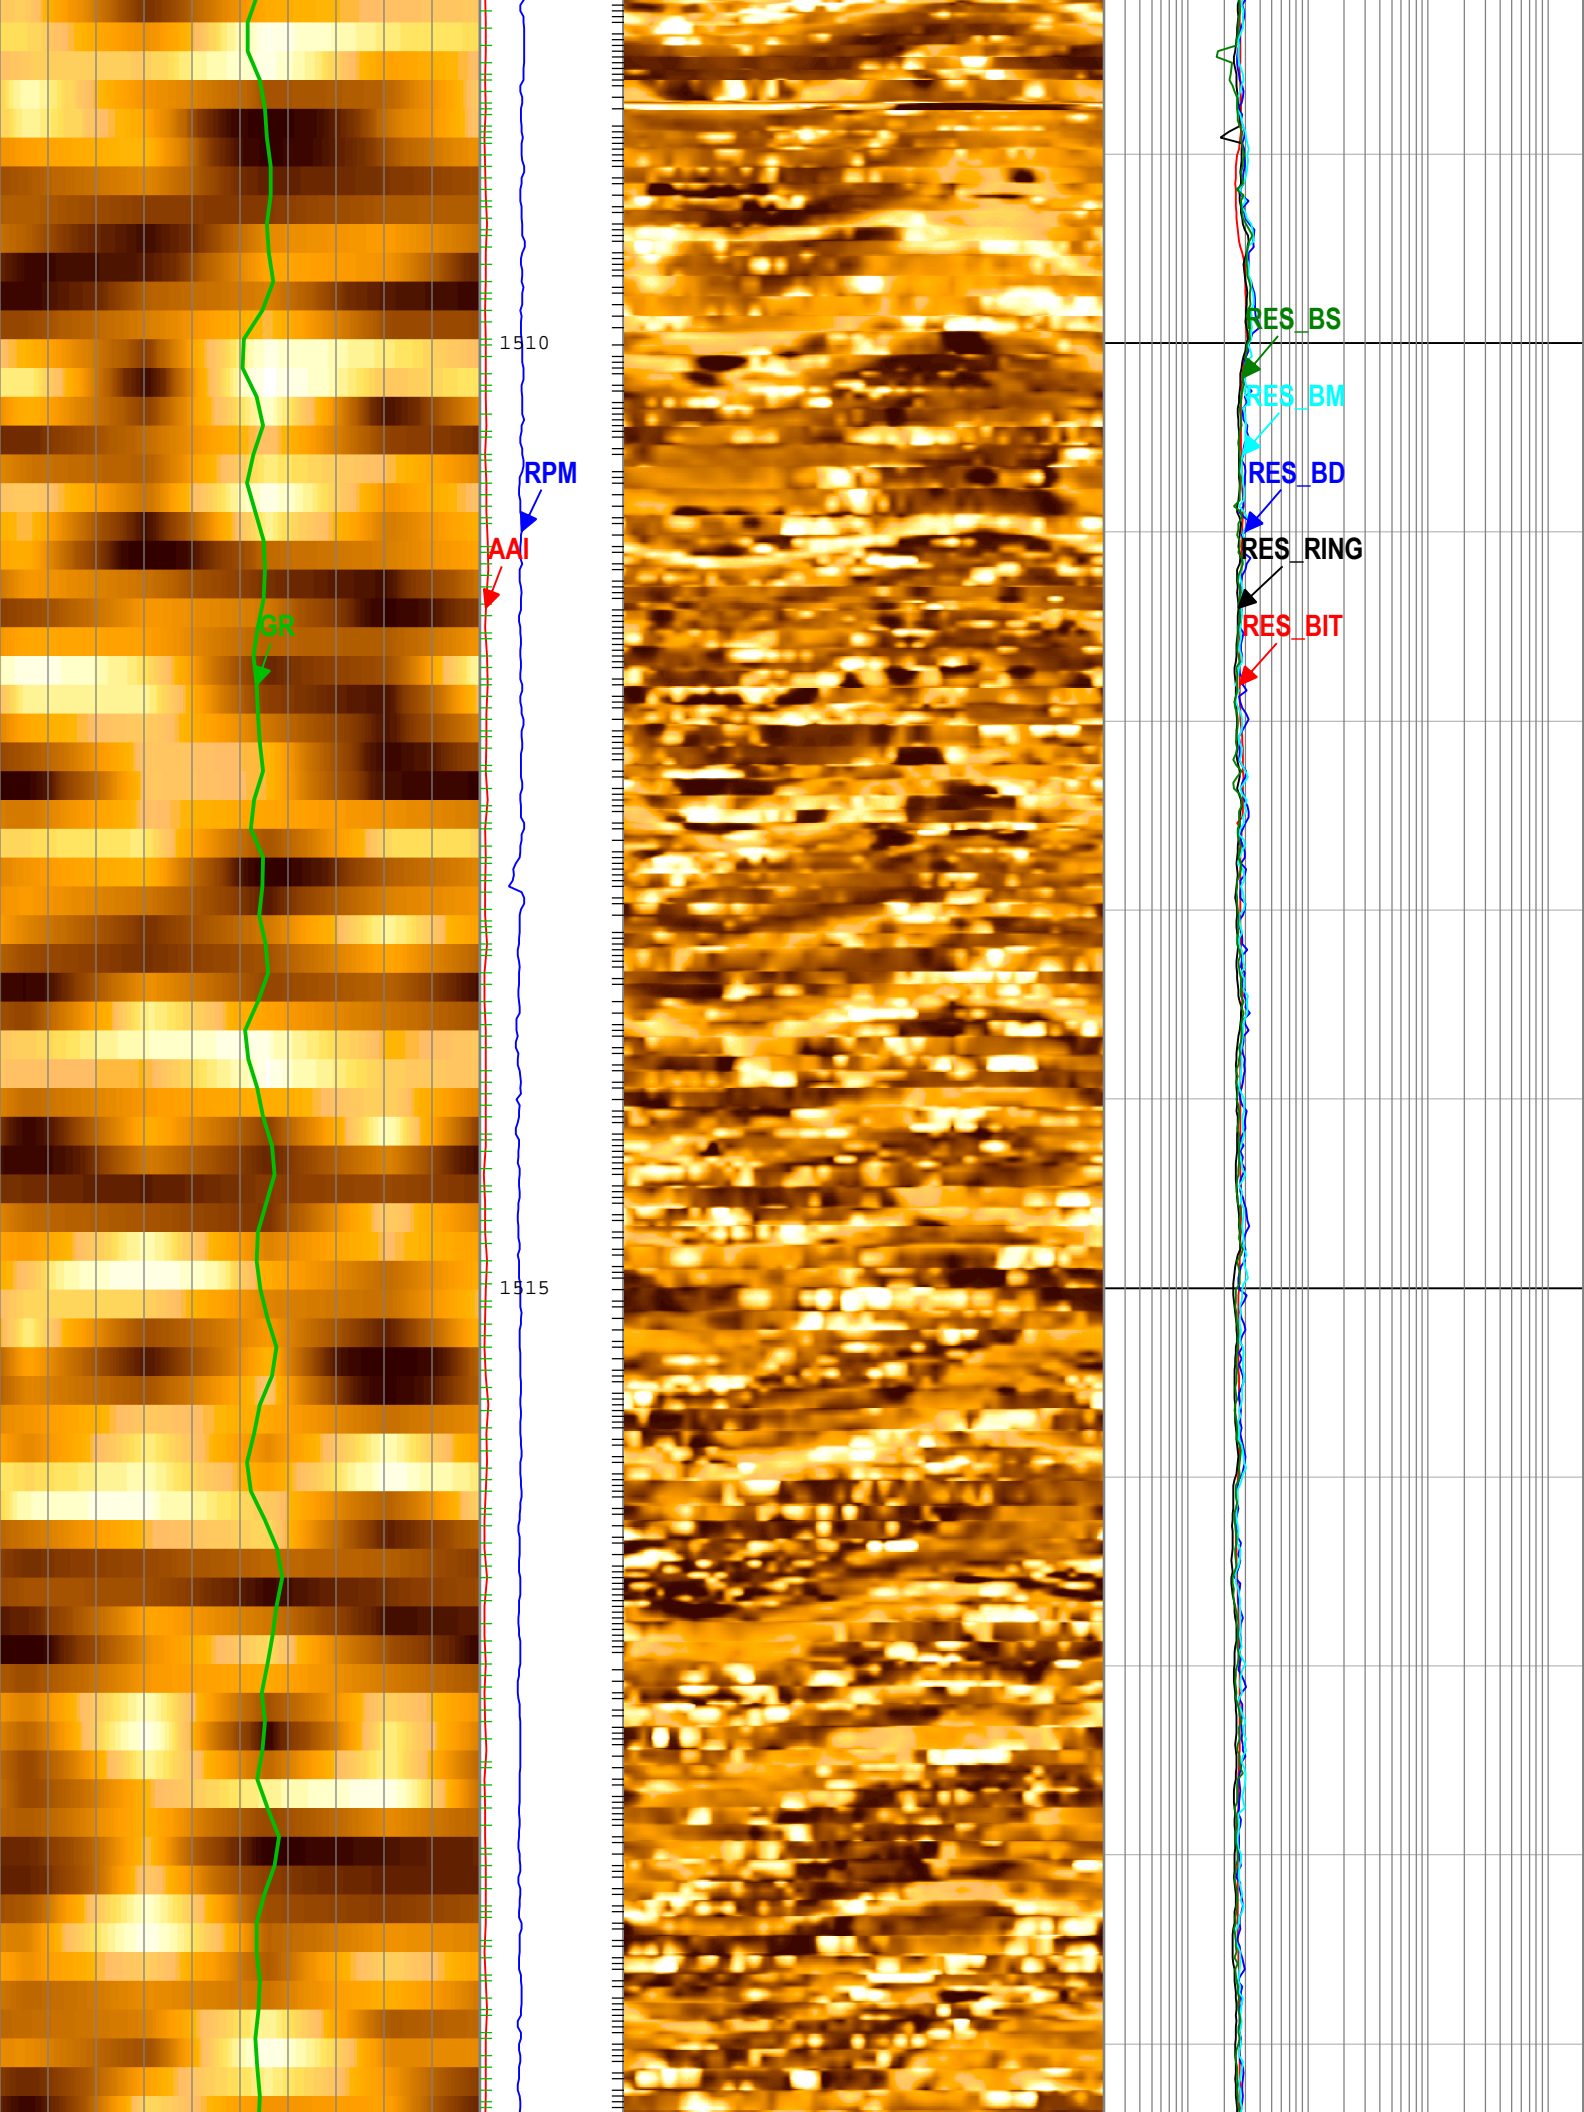 RES_BS
1510
RES_BM
RPM
RES_BD
AAI
RES_RING
GR
RES_BIT
1515